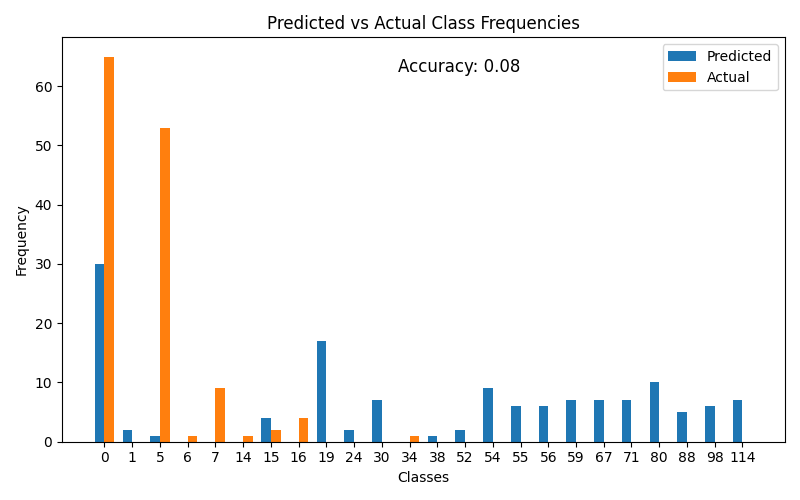 Predicted vs Actual Class Frequencies
Accuracy: 0.08
Predicted
Actual
Frequency
60
50
40
30
20
10
0
0 1 5 6 7 14 15 16 19 24 30 34 38 52 54 55 56 59 67 71 80 88 98 114
Classes